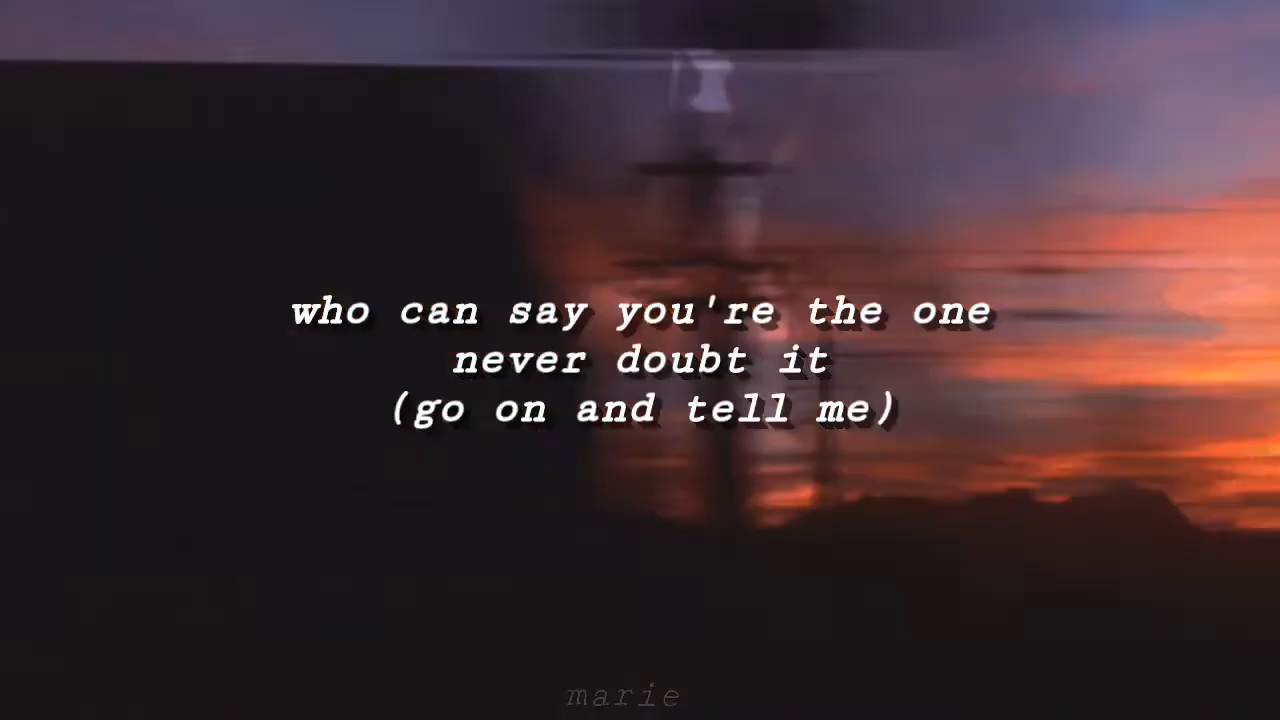 who can say you're the one
never doubt it
(go on and tell me)
marie